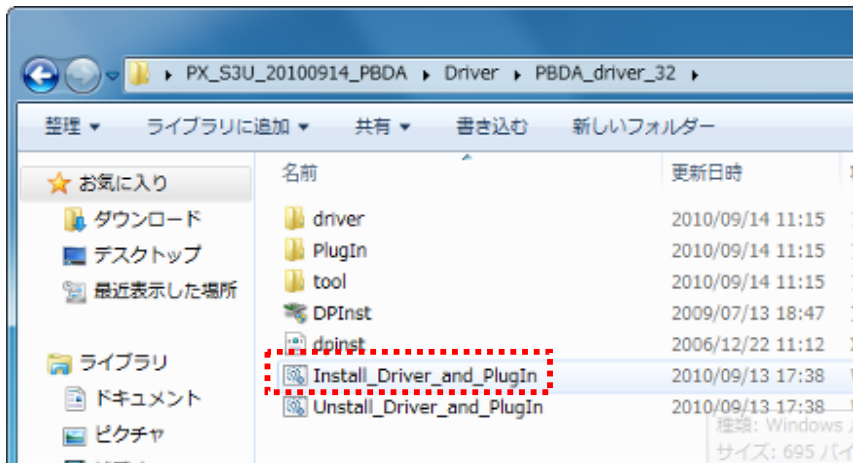 PX_S3U_20100914_PBDA Driver PBDA_driver_32
整理 ライブラリに追加 共有 書き込む 新しいフォルダー
お気に入り
ダウンロード
デスクトップ
最近表示した場所
ライブラリ
ドキュメント
ピクチャ
名前 更新日時
driver 2010/09/14 11:15
PlugIn 2010/09/14 11:15
tool 2010/09/14 11:15
DPInst 2009/07/13 18:47
dpinst 2006/12/22 11:12
Install_Driver_and_PlugIn 2010/09/13 17:38
Unstall_Driver_and_PlugIn 2010/09/13 17:38
種類: Windows
サイズ: 695 バイ